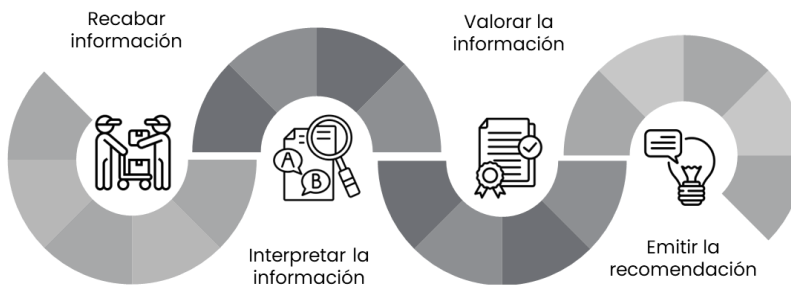 Recabar
información
Interpretar la
información
A
B
Valorar la
información
Emitir la
recomendación